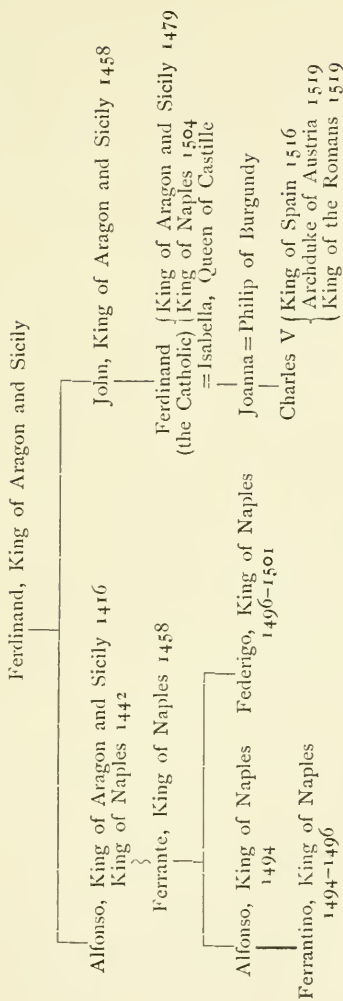 Ferdinand, King of Aragon and Sicily
Alfonso, King of Aragon and Sicily 1416
King of Naples 1442
Ferrante, King of Naples 1458
Alfonso, King of Naples
1494
Ferrantino, King of Naples
1494-1496
Federigo, King of Naples
1496-1501
John, King of Aragon and Sicily 1458
Ferdinand { King of Aragon and Sicily 1479
(the Catholic) { King of Naples 1504
= Isabella, Queen of Castille
Joanna = Philip of Burgundy
Charles V { King of Spain 1516
Archduke of Austria 1519
King of the Romans 1519